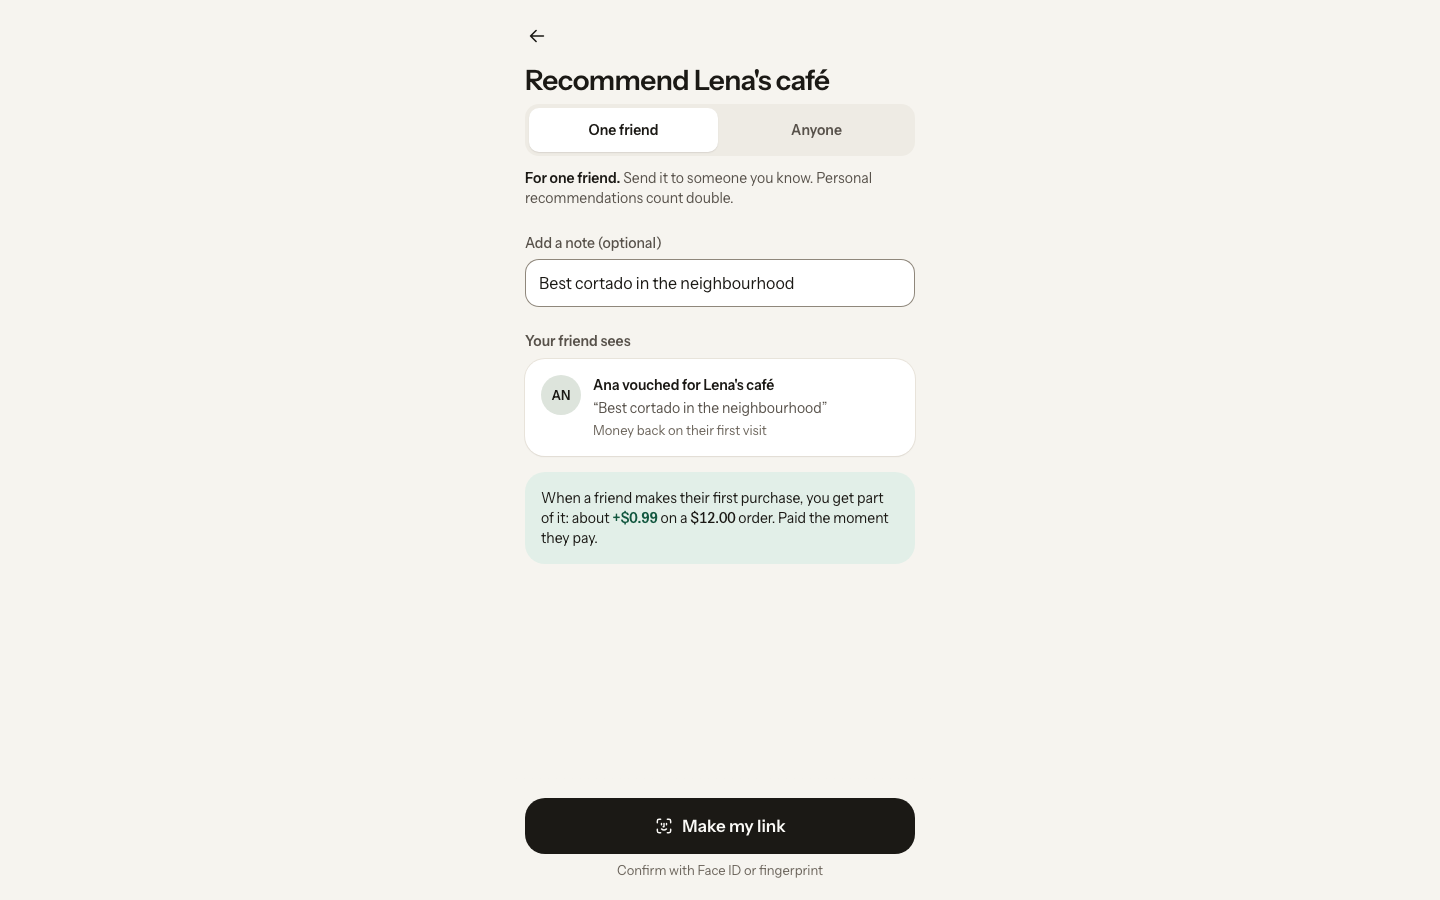 Recommend Lena's café
One friend
Anyone
For one friend. Send it to someone you know. Personal
recommendations count double.
Add a note (optional)
Best cortado in the neighbourhood
Your friend sees
AN
Ana vouched for Lena's café
“Best cortado in the neighbourhood”
Money back on their first visit
When a friend makes their first purchase, you get part
of it: about +$0.99 on a $12.00 order. Paid the moment
they pay.
Make my link
Confirm with Face ID or fingerprint